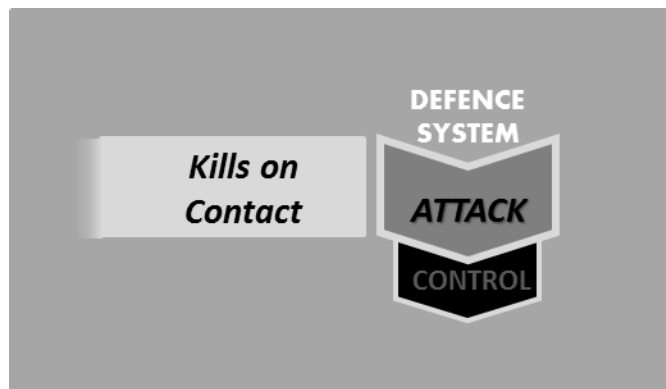 Kills on
Contact
DEFENCE
SYSTEM
ATTACK
CONTROL